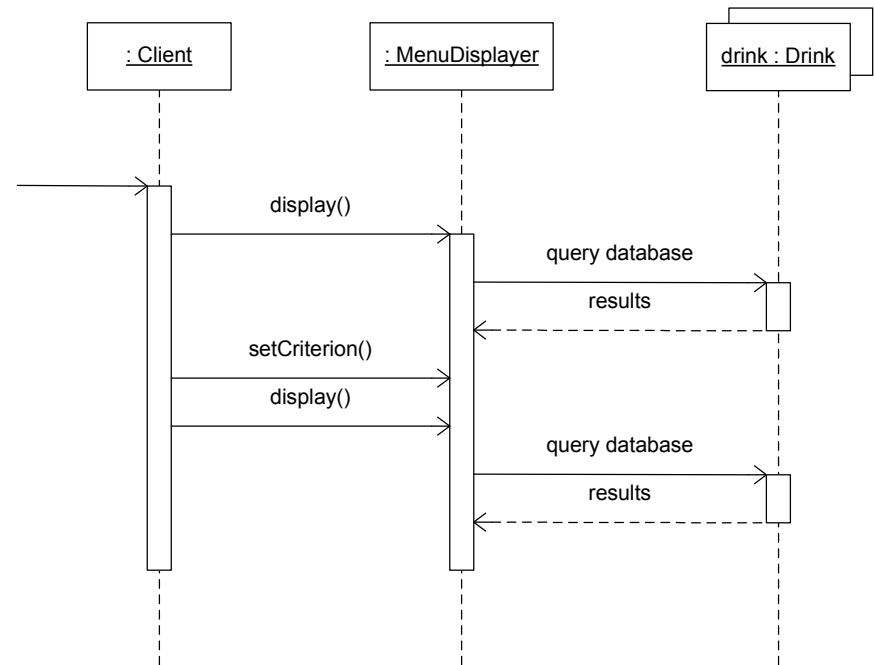 : Client
: MenuDisplayer
drink : Drink
display()
query database
results
setCriterion()
display()
query database
results